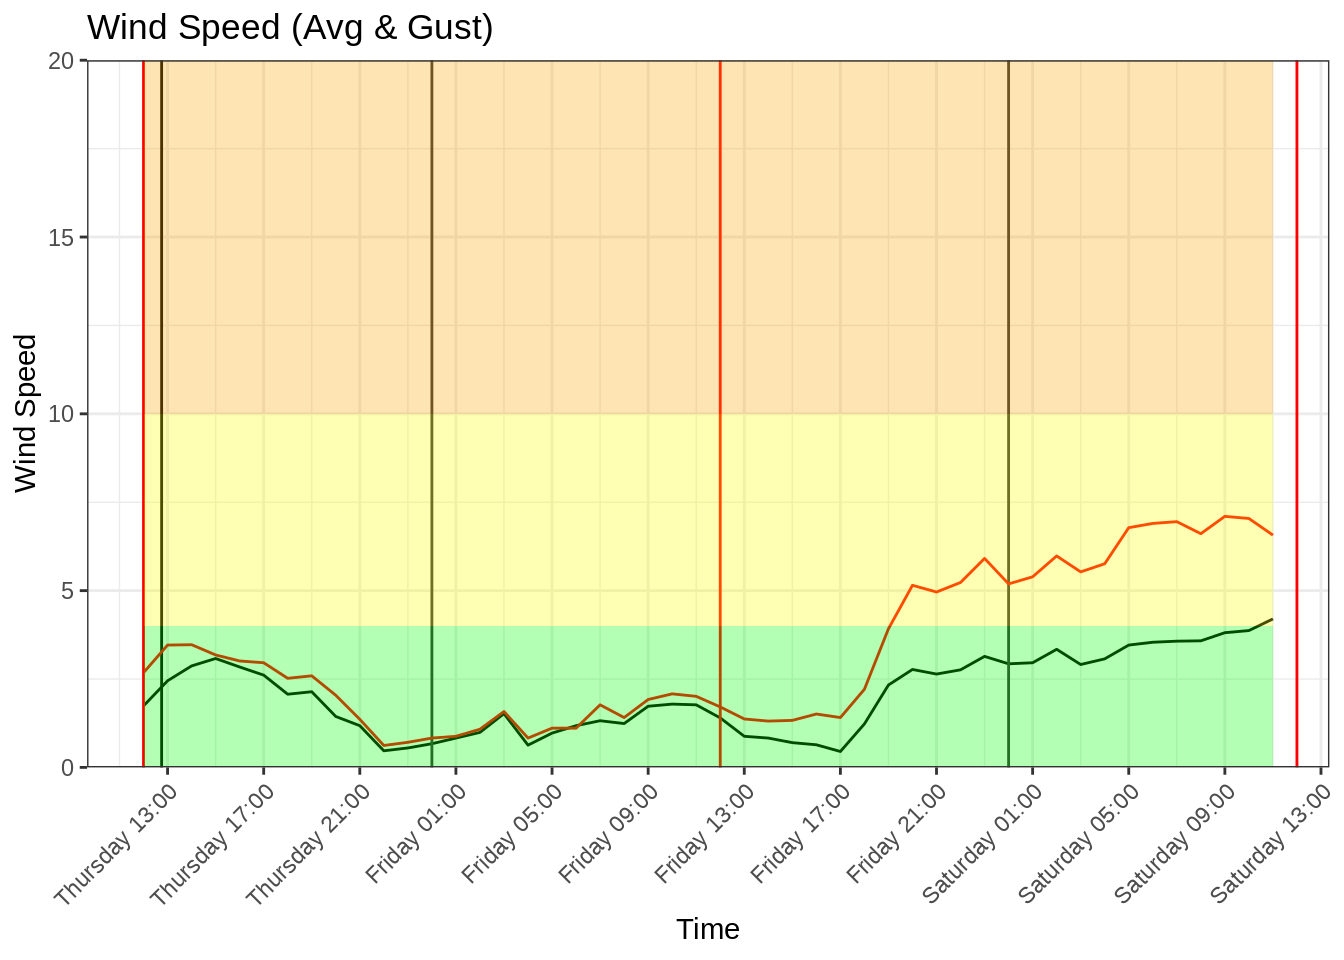 Wind Speed (Avg & Gust)
20
15
10
5
0
Wind Speed
Thursday 13:00
Thursday 17:00
Thursday 21:00
Friday 01:00
Friday 05:00
Friday 09:00
Friday 13:00
Friday 17:00
Friday 21:00
Saturday 01:00
Saturday 05:00
Saturday 09:00
Saturday 13:00
Time